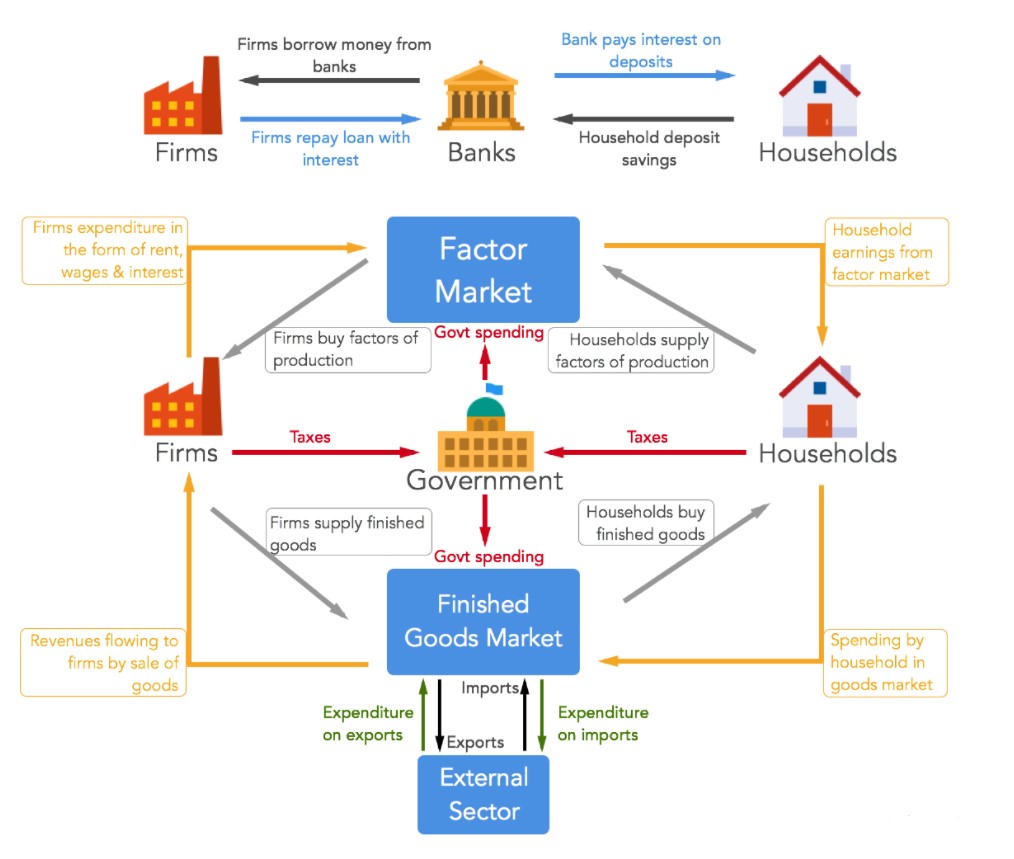 Firms borrow money from
banks
Bank pays interest on
deposits
Firms repay loan with
interest
Household deposit
savings
Firms
Banks
Households
Firms expenditure in
the form of rent,
wages & interest
Factor
Market
Household
earnings from
factor market
Govt spending
Firms buy factors of
production
Households supply
factors of production
Firms
Taxes
Government
Taxes
Households
Firms supply finished
goods
Households buy
finished goods
Govt spending
Finished
Goods Market
Revenues flowing to
firms by sale of
goods
Spending by
household in
goods market
Imports
Expenditure
on exports
Expenditure
on imports
Exports
External
Sector